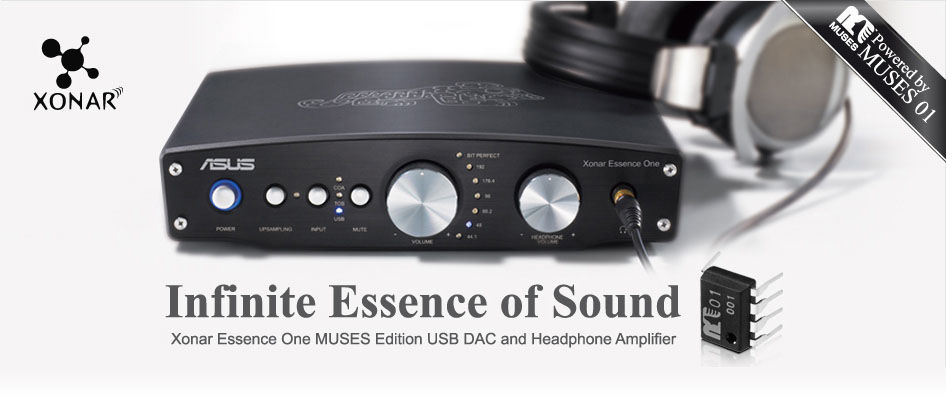 XONAR
MUSES
Powered by
MUSES 01
ASUS
Xonar Essence One
BIT PERFECT
192
176.4
96
88.2
48
44.1
COA
TOS
USB
POWER
UPSAMPLING
INPUT
MUTE
- VOLUME +
- HEADPHONE +
VOLUME
Infinite Essence of Sound
Xonar Essence One MUSES Edition USB DAC and Headphone Amplifier
01
001